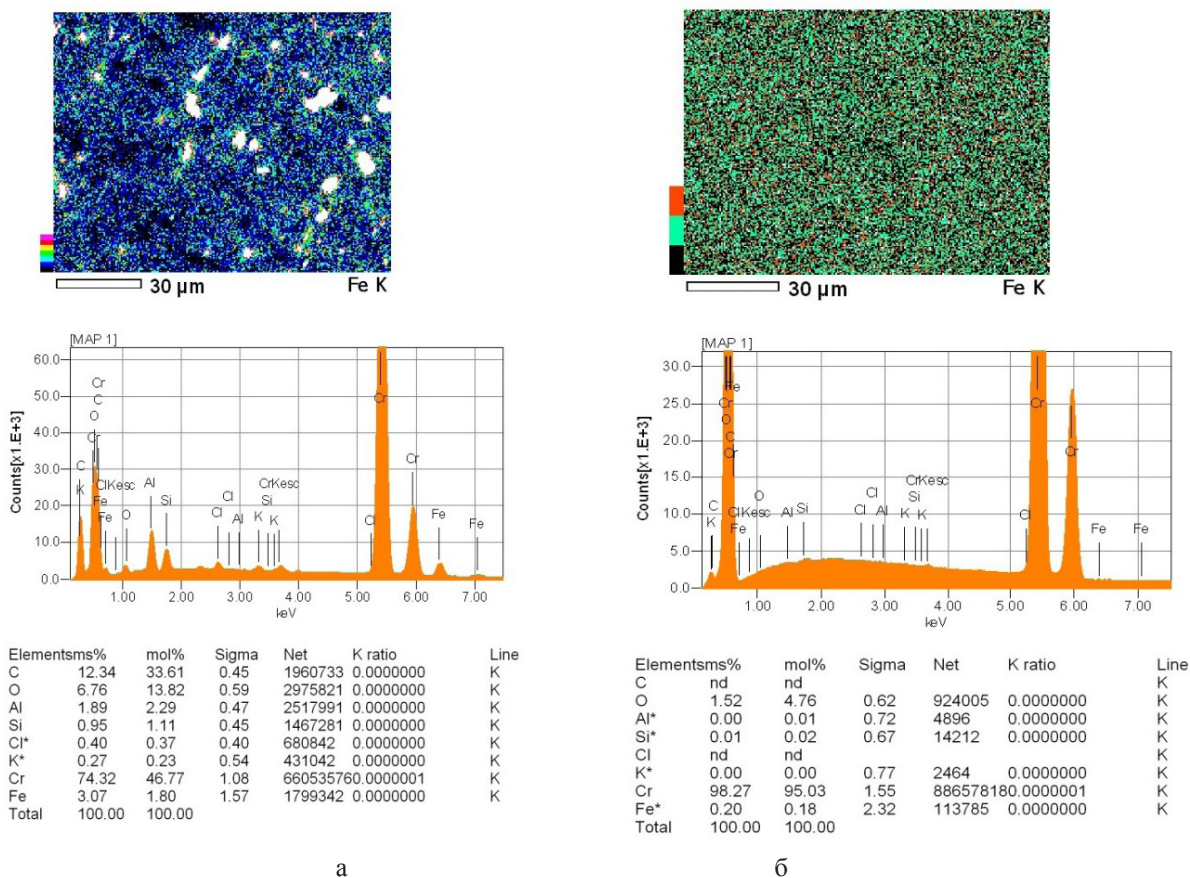 30 µm Fe K
30 µm Fe K
[MAP 1]
Counts[x1.E+3]
60.0
50.0
40.0
30.0
20.0
10.0
0.0
Cr
C
O
Cr
C
K
ClKesc
Fe
Fe
O
Al
Si
Cl
Cl
Al
K
CrKesc
Si
K
Cl
Cr
Cr
Fe
Fe
1.00 2.00 3.00 4.00 5.00 6.00 7.00
keV
[MAP 1]
Counts[x1.E+3]
30.0
25.0
20.0
15.0
10.0
5.0
0.0
Fe
Cr
O
C
Cr
C
K
Cl
Fe
ClKesc
O
Al
Si
Cl
Cl
Al
K
CrKesc
Si
K
Cl
Cr
Cr
Fe
Fe
1.00 2.00 3.00 4.00 5.00 6.00 7.00
keV
Elementsms% mol% Sigma Net K ratio Line
C 12.34 33.61 0.45 1960733 0.0000000 K
O 6.76 13.82 0.59 2975821 0.0000000 K
Al 1.89 2.29 0.47 2517991 0.0000000 K
Si 0.95 1.11 0.45 1467281 0.0000000 K
Cl* 0.40 0.37 0.40 680842 0.0000000 K
K* 0.27 0.23 0.54 431042 0.0000000 K
Cr 74.32 46.77 1.08 660535760.0000001 K
Fe 3.07 1.80 1.57 1799342 0.0000000 K
Total 100.00 100.00
Elementsms% mol% Sigma Net K ratio Line
C nd nd K
O 1.52 4.76 0.62 924005 0.0000000 K
Al* 0.00 0.01 0.72 4896 0.0000000 K
Si* 0.01 0.02 0.67 14212 0.0000000 K
Cl nd nd K
K* 0.00 0.00 0.77 2464 0.0000000 K
Cr 98.27 95.03 1.55 886578180.0000001 K
Fe* 0.20 0.18 2.32 113785 0.0000000 K
Total 100.00 100.00
а
б